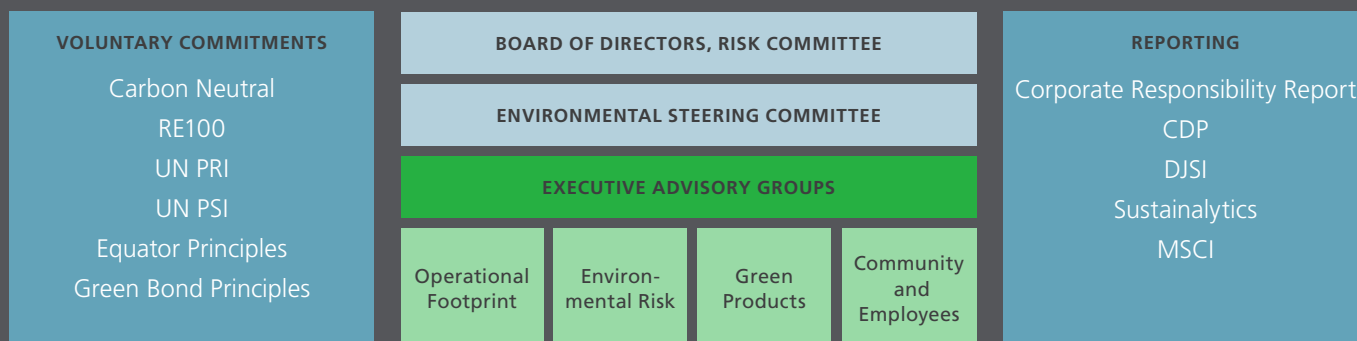 VOLUNTARY COMMITMENTS
Carbon Neutral
RE100
UN PRI
UN PSI
Equator Principles
Green Bond Principles
BOARD OF DIRECTORS, RISK COMMITTEE
ENVIRONMENTAL STEERING COMMITTEE
EXECUTIVE ADVISORY GROUPS
Operational
Footprint
Environ-
mental Risk
Green
Products
Community
and
Employees
REPORTING
Corporate Responsibility Report
CDP
DJSI
Sustainalytics
MSCI